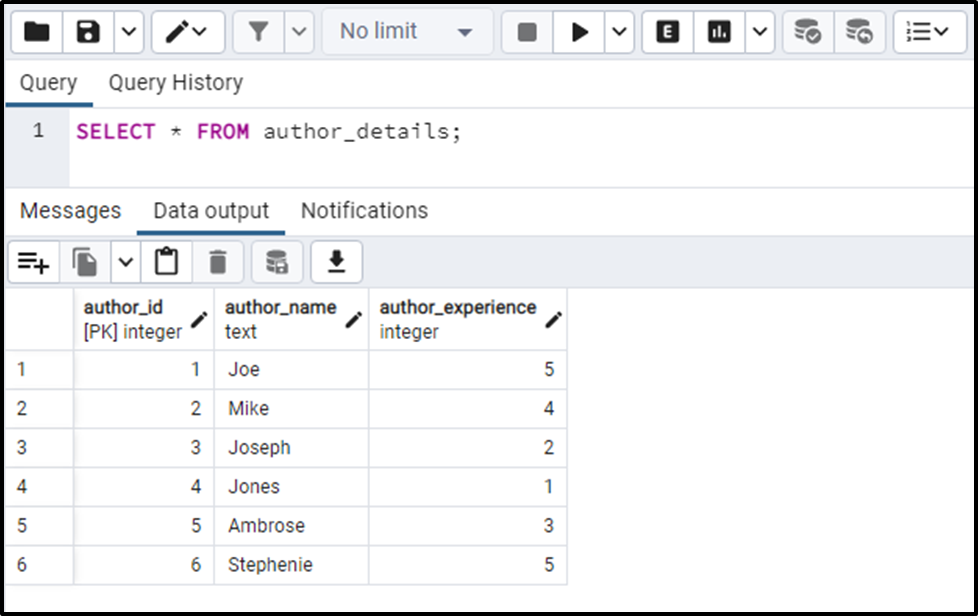 No limit
E
Query Query History
1 SELECT * FROM author_details;
Messages Data output Notifications
author_id author_name author_experience
[PK] integer text integer
1 1 Joe 5
2 2 Mike 4
3 3 Joseph 2
4 4 Jones 1
5 5 Ambrose 3
6 6 Stephenie 5